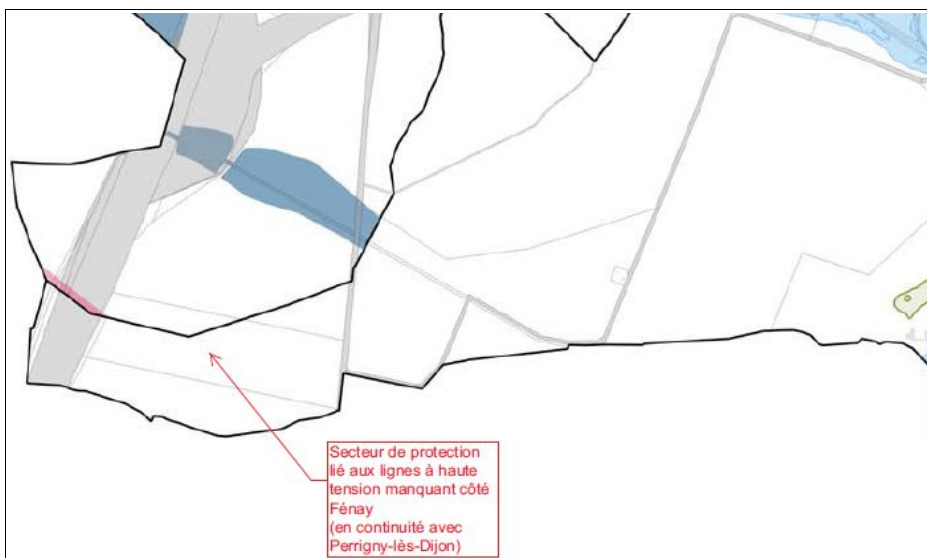 Secteur de protection
lié aux lignes à haute
tension manquant côté
Fénay
(en continuité avec
Perrigny-lès-Dijon)